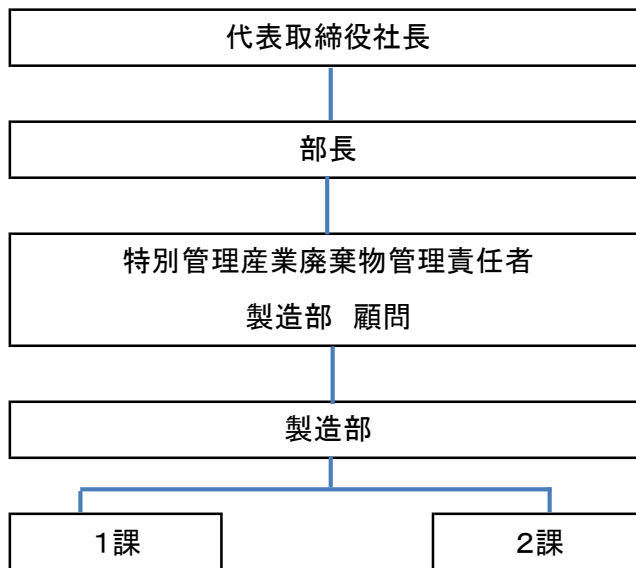 代表取締役社長
部長
特別管理産業廃棄物管理責任者
製造部　顧問
製造部
１課　２課